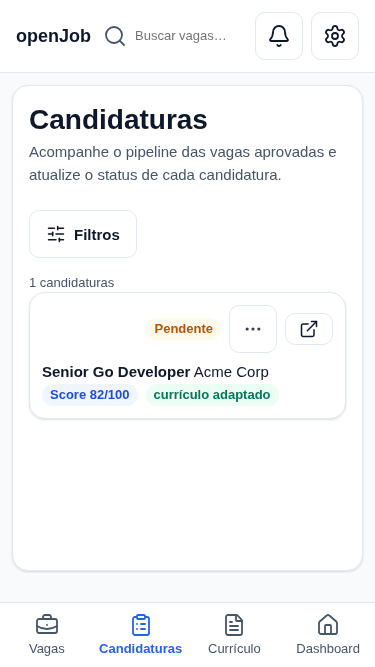 openJob
Buscar vagas…
Candidaturas
Acompanhe o pipeline das vagas aprovadas e
atualize o status de cada candidatura.
Filtros
1 candidaturas
Pendente
Senior Go Developer Acme Corp
Score 82/100 currículo adaptado
Vagas Candidaturas Currículo Dashboard